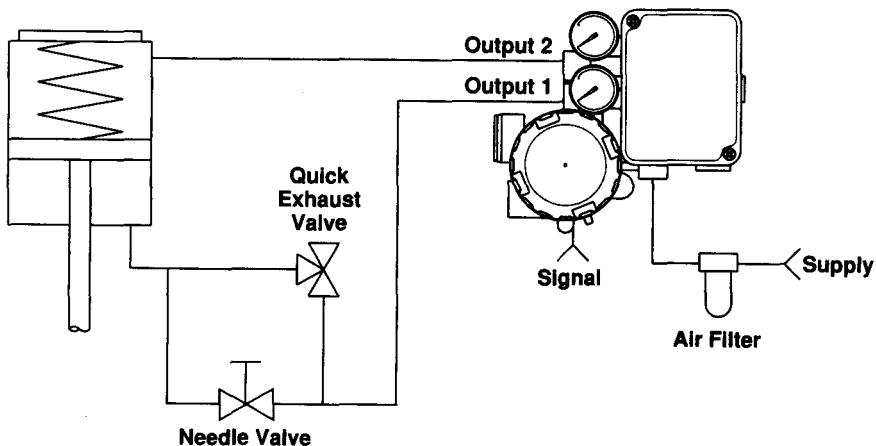 Output 2
Output 1
Quick
Exhaust
Valve
Signal
Supply
Air Filter
Needle Valve